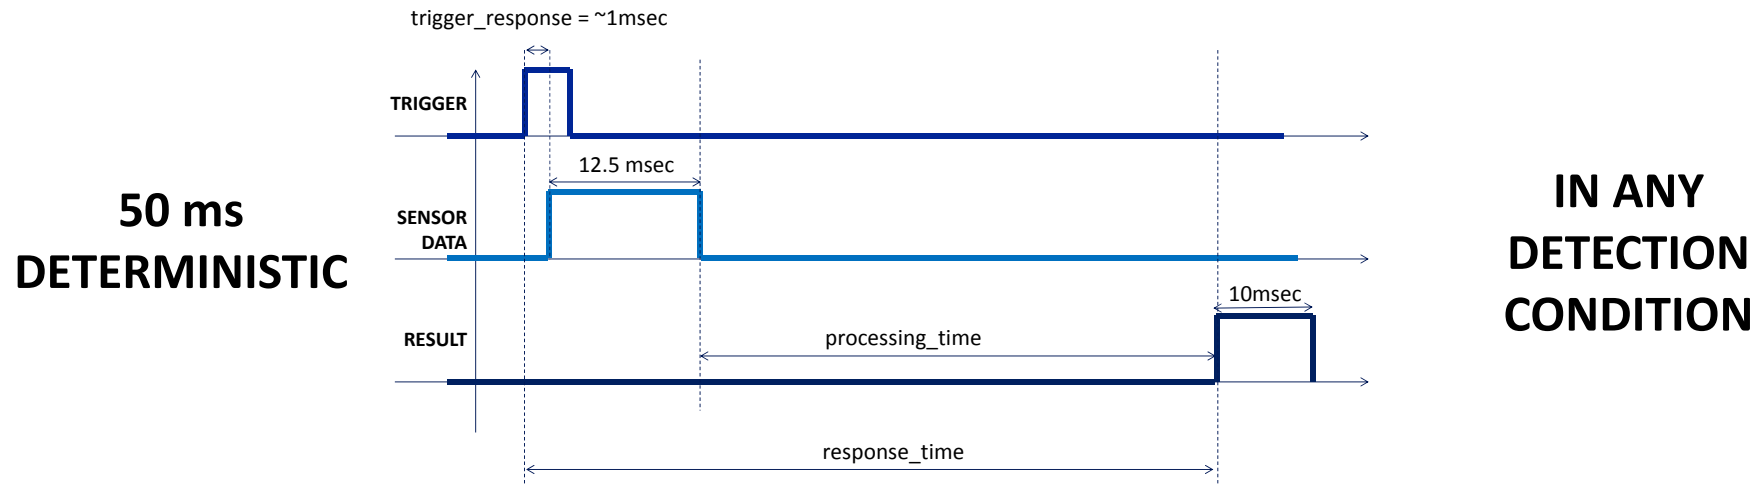 trigger_response = ~1msec
TRIGGER
12.5 msec
50 ms
DETERMINISTIC
SENSOR
DATA
IN ANY
DETECTION
CONDITION
10msec
RESULT
processing_time
response_time